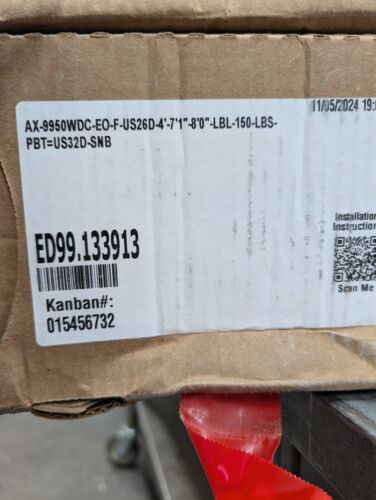 11/05/2024 19:
AX-9950WDC-EO-F-US26D-4'-7'1"-8'0"-LBL-150-LBS-
PBT=US32D-SNB
ED99.133913
Installation
Instruction
Kanban#:
015456732
Scan Me